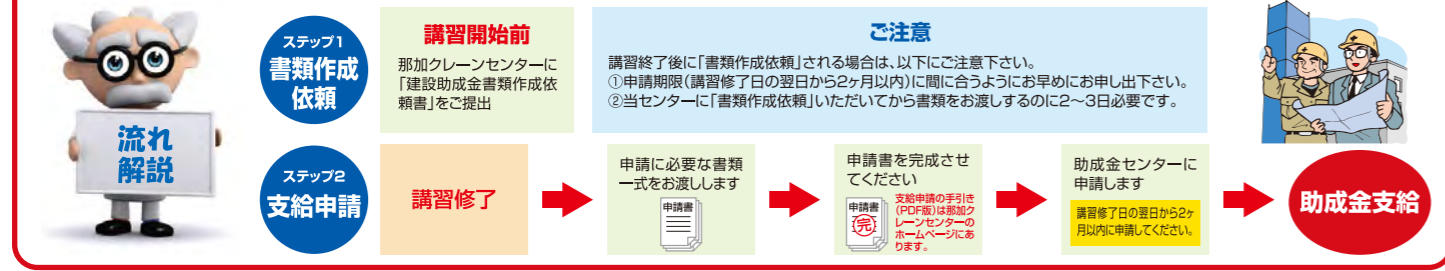 流れ
解説
ステップ1
書類作成
依頼
講習開始前
那加クレーンセンターに
「建設助成金書類作成依
頼書」をご提出
ご注意
講習終了後に「書類作成依頼」される場合は、以下にご注意下さい。
①申請期限(講習修了日の翌日から2ヶ月以内)に間に合うようにお早めにお申し出下さい。
②当センターに「書類作成依頼」いただいてから書類をお渡しするのに2〜3日必要です。
ステップ2
支給申請
講習修了
申請に必要な書類
一式をお渡しします
申請書
申請書を完成させ
てください
申請書
完
支給申請の手引き
(PDF版)は那加ク
レーンセンターの
ホームページにあ
ります。
助成金センターに
申請します
講習修了日の翌日から2ヶ
月以内に申請してください。
助成金支給